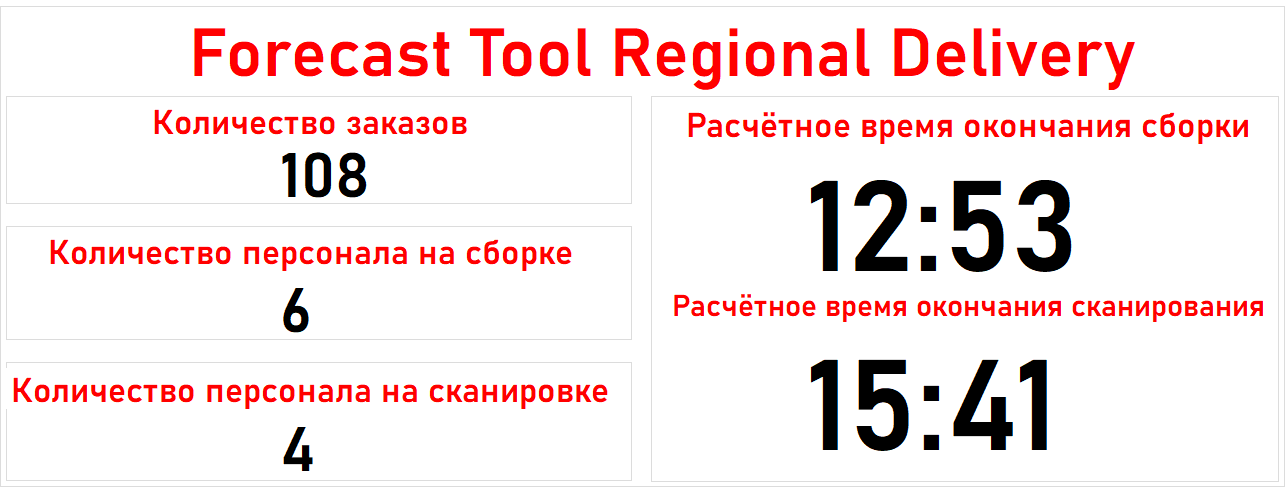 Forecast Tool Regional Delivery
Количество заказов
108
Количество персонала на сборке
6
Количество персонала на сканировке
4
Расчётное время окончания сборки
12:53
Расчётное время окончания сканирования
15:41